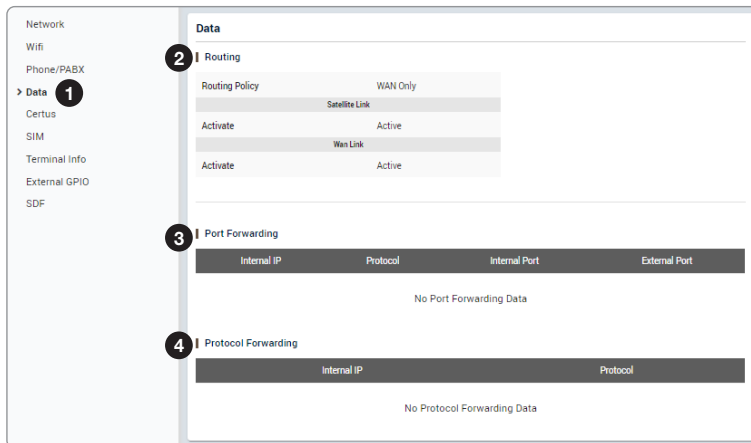 Network
Wifi
Phone/PABX
> Data 1
Certus
SIM
Terminal Info
External GPIO
SDF
Data
2 Routing
Routing Policy WAN Only
Satellite Link
Activate Active
Wan Link
Activate Active
3 Port Forwarding
Internal IP Protocol Internal Port External Port
No Port Forwarding Data
4 Protocol Forwarding
Internal IP Protocol
No Protocol Forwarding Data